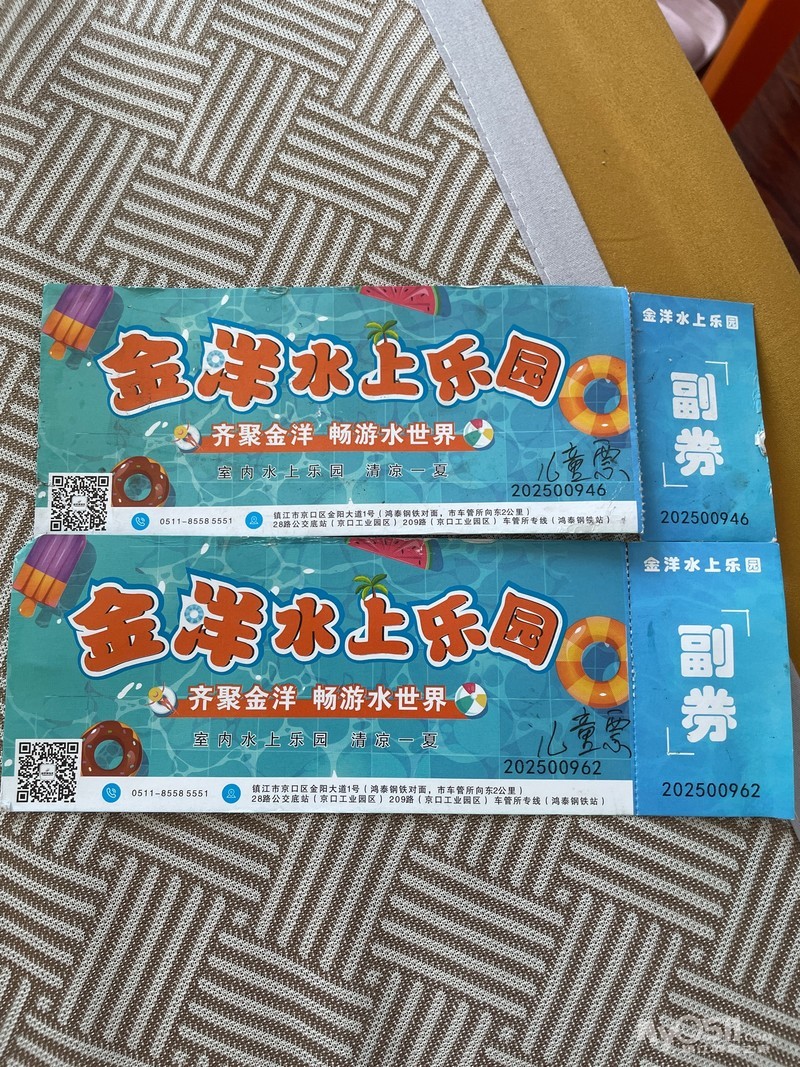 金洋水上乐园
齐聚金洋 畅游水世界
室内水上乐园 清凉一夏
儿童票
202500946
0511-8558 5551
镇江市京口区金阳大道1号(鸿泰钢铁对面,市车管所向东2公里)
28路公交底站(京口工业园区)209路(京口工业园区)车管所专线(鸿泰钢铁站)
金洋水上乐园
副券
202500946
金洋水上乐园
齐聚金洋 畅游水世界
室内水上乐园 清凉一夏
儿童票
202500962
0511-8558 5551
镇江市京口区金阳大道1号(鸿泰钢铁对面,市车管所向东2公里)
28路公交底站(京口工业园区)209路(京口工业园区)车管所专线(鸿泰钢铁站)
金洋水上乐园
副券
202500962